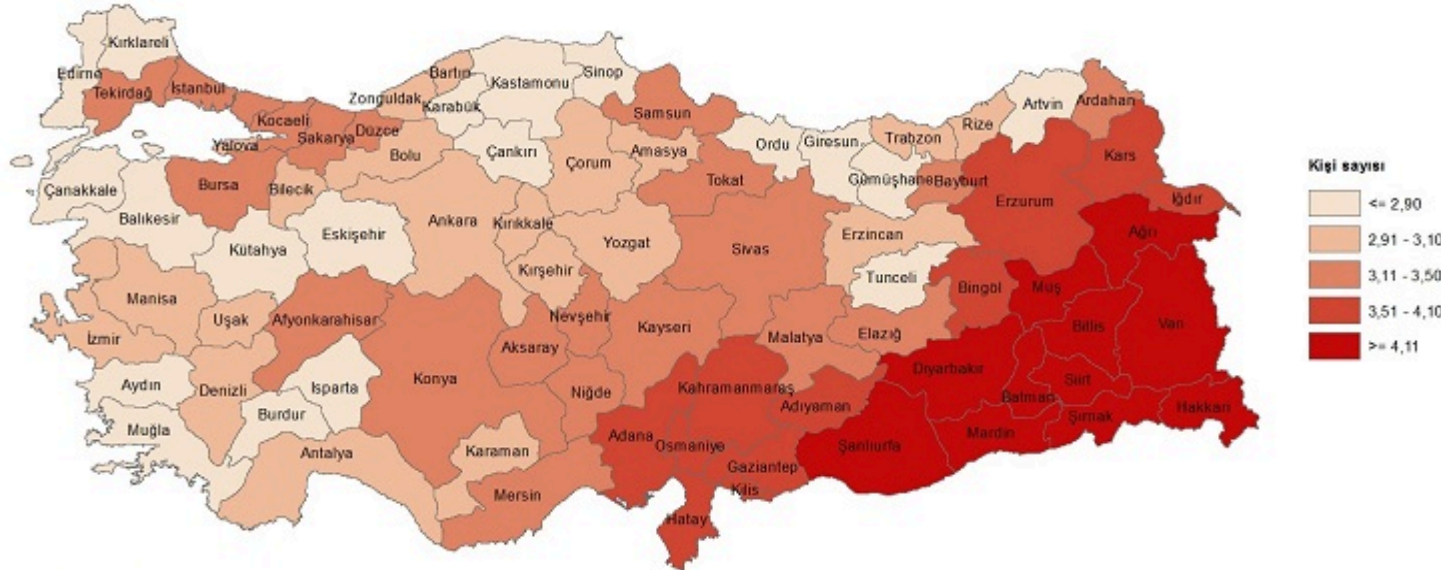 Kırklareli
Edirne
Tekirdağ
İstanbul
Kocaeli
Yalova
Sakarya
Düzce
Zonguldak
Bartın
Karabük
Kastamonu
Sinop
Samsun
Bolu
Çankırı
Çorum
Amasya
Tokat
Ordu
Giresun
Gümüşhane
Trabzon
Rize
Bayburt
Artvin
Ardahan
Kars
Iğdır
Ağrı
Erzurum
Erzincan
Tunceli
Bingöl
Muş
Bitlis
Van
Çanakkale
Balıkesir
Bursa
Bilecik
Kütahya
Eskişehir
Ankara
Kırıkkale
Kırşehir
Yozgat
Sivas
Manisa
İzmir
Uşak
Afyonkarahisar
Aydın
Denizli
Muğla
Burdur
Isparta
Antalya
Konya
Karaman
Mersin
Aksaray
Nevşehir
Niğde
Kayseri
Malatya
Elazığ
Kahramanmaraş
Adıyaman
Adana
Osmaniye
Gaziantep
Kilis
Hatay
Şanlıurfa
Diyarbakır
Batman
Siirt
Mardin
Şırnak
Hakkari
Kişi sayısı
<= 2,90
2,91 - 3,10
3,11 - 3,50
3,51 - 4,10
>= 4,11